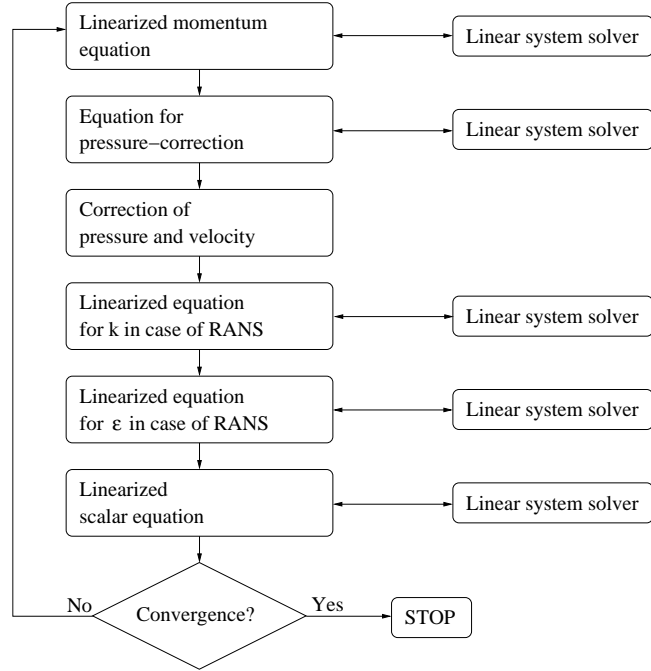 Linearized momentum
equation
Linear system solver
Equation for
pressure−correction
Linear system solver
Correction of
pressure and velocity
Linearized equation
for k in case of RANS
Linear system solver
Linearized equation
for ε in case of RANS
Linear system solver
Linearized
scalar equation
Linear system solver
No
Convergence?
Yes
STOP